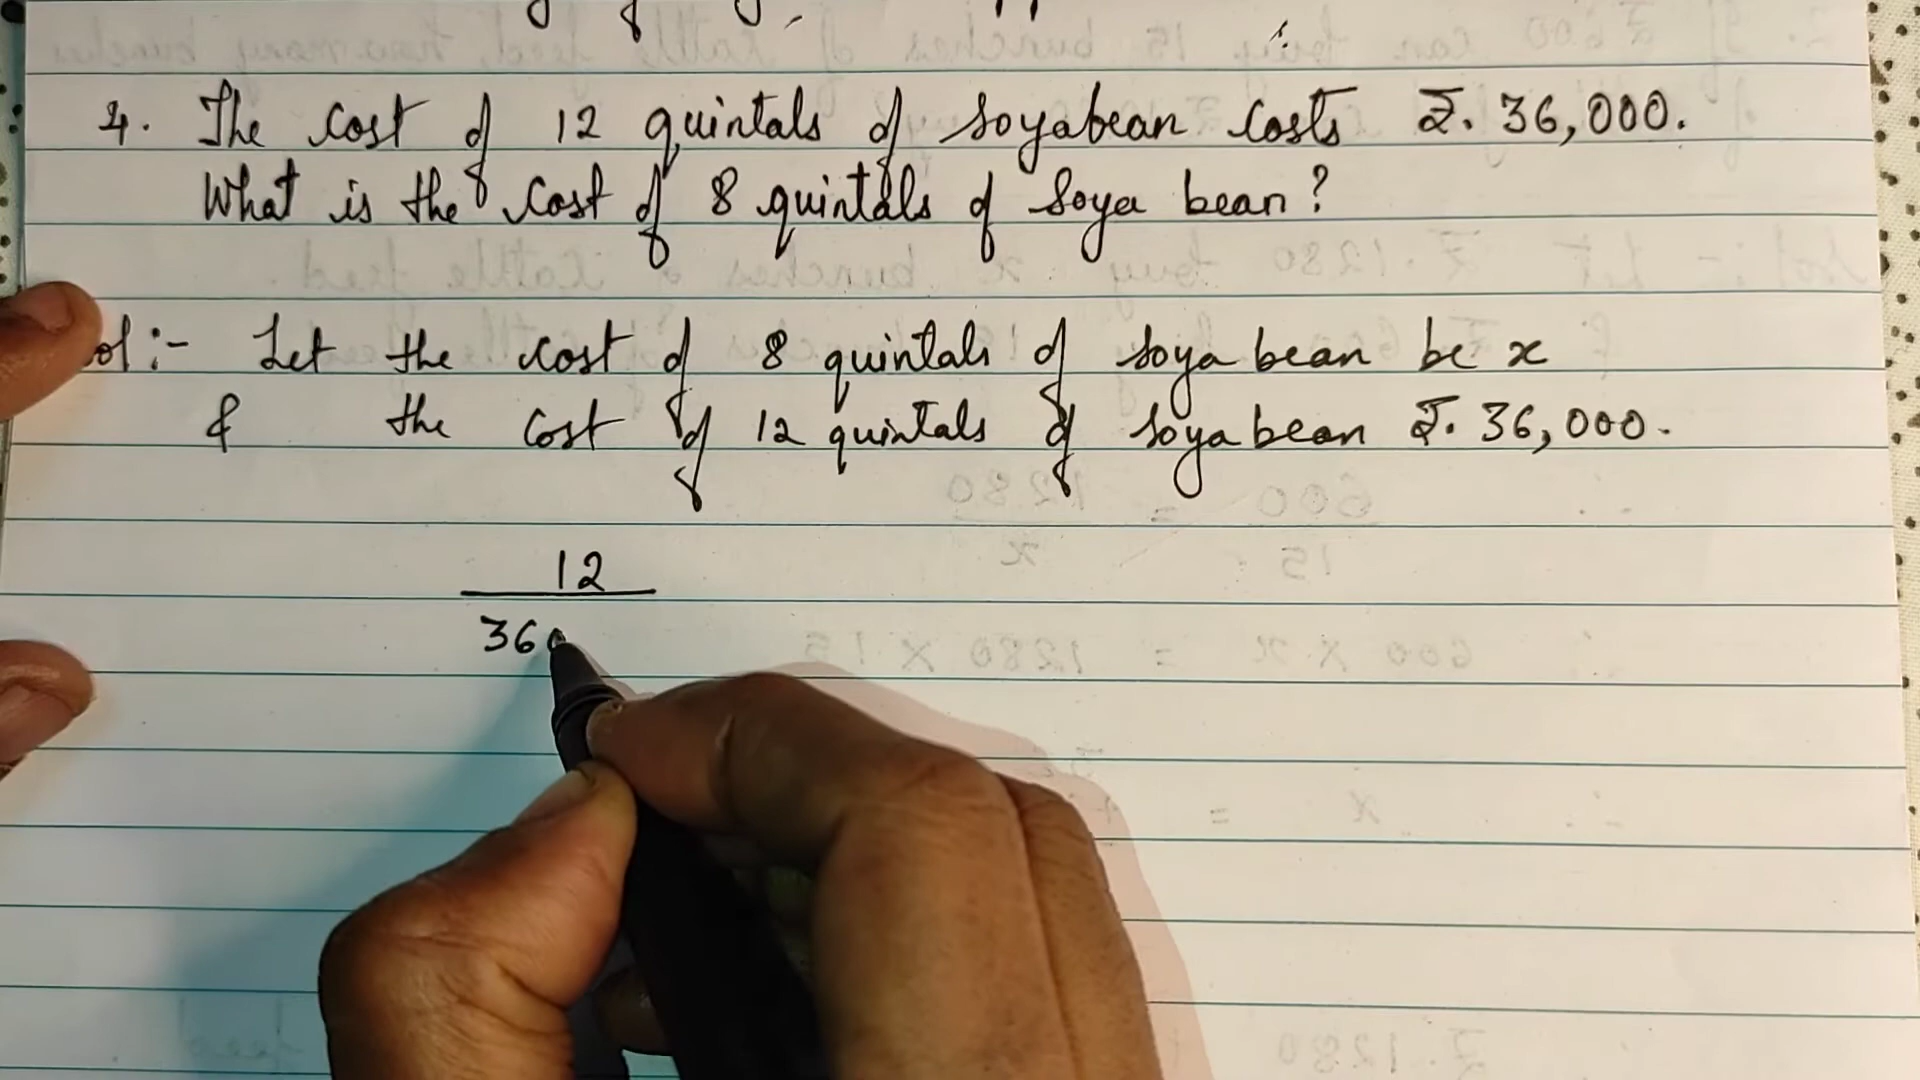 4. The cost of 12 quintals of soyabean costs ₹. 36,000.
What is the cost of 8 quintals of soya bean?
ol :- Let the cost of 8 quintals of soya bean be x
& the cost of 12 quintals of soyabean ₹. 36,000.
12
360